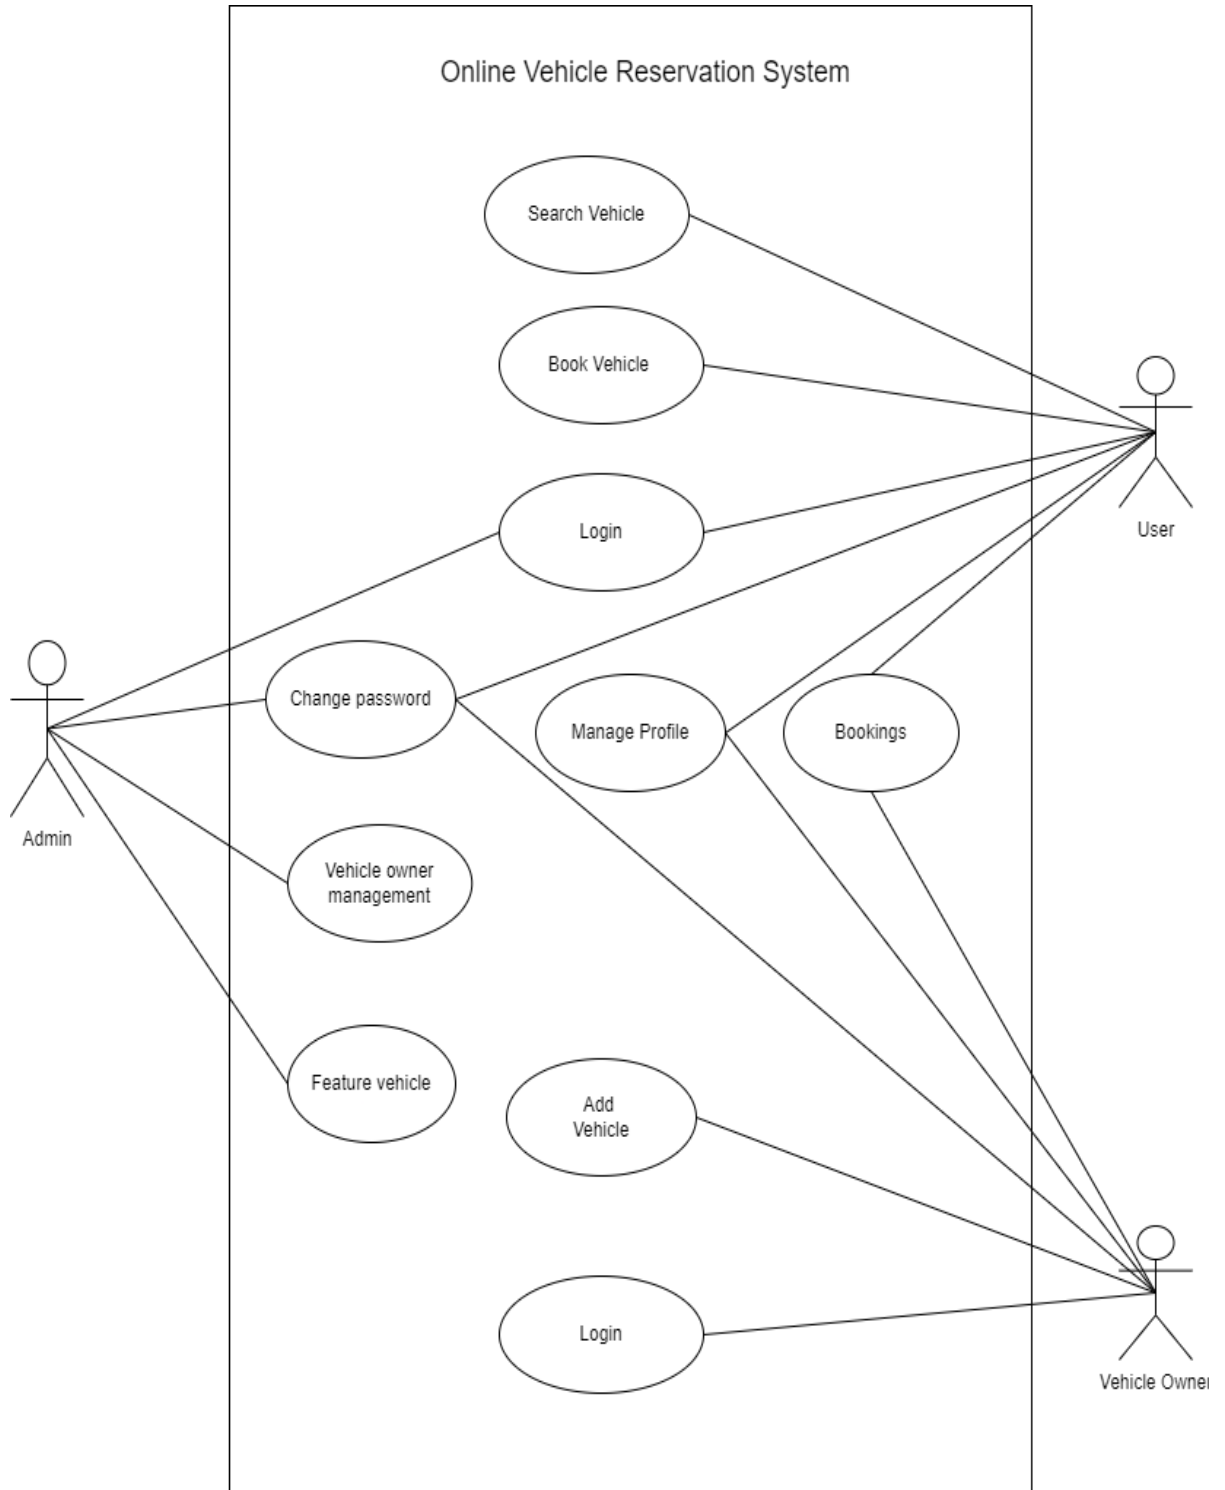 Online Vehicle Reservation System
Search Vehicle
Book Vehicle
User
Login
Change password
Manage Profile
Bookings
Admin
Vehicle owner
management
Feature vehicle
Add
Vehicle
Login
Vehicle Owner